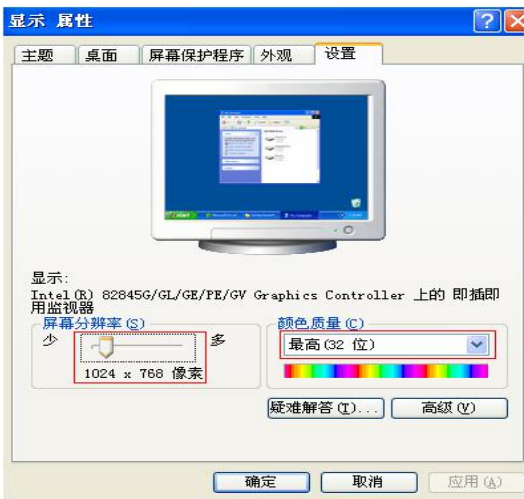 显示 属性
主题 桌面 屏幕保护程序 外观 设置
显示:
Intel(R) 82845G/GL/GE/PE/GV Graphics Controller 上的 即插即
用监视器
屏幕分辨率(S)
少 多
1024 x 768 像素
颜色质量(C)
最高(32 位)
疑难解答(T)... 高级(V)
确定 取消 应用(A)